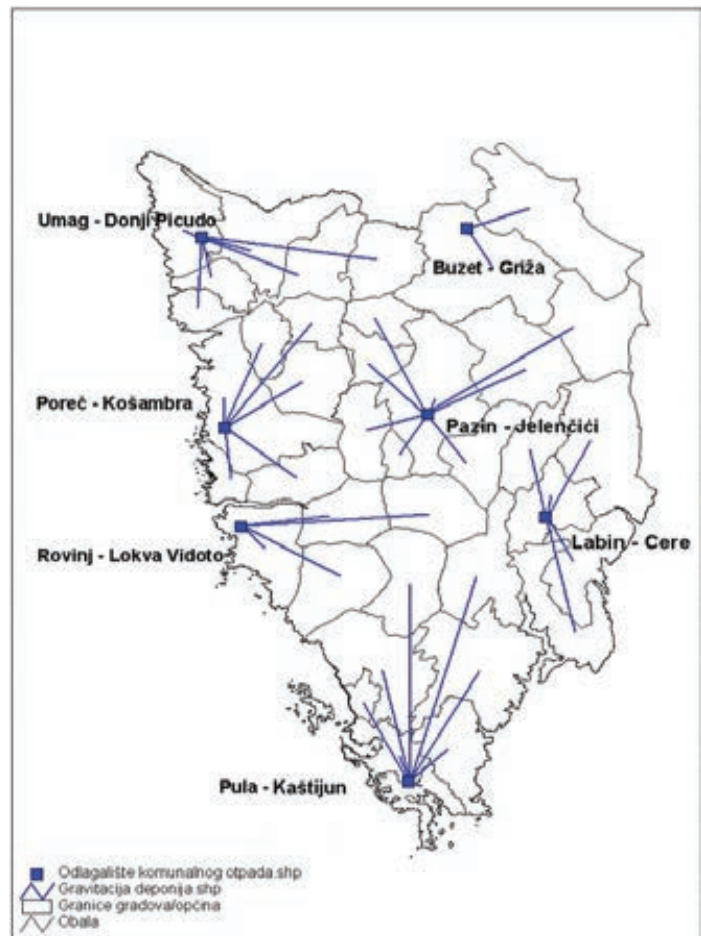 Umag - Donji Picudo
Buzet - Griža
Poreč - Košambra
Pazin - Jelenčići
Rovinj - Lokva Vidoto
Labin - Cere
Pula - Kaštijun
Odlagalište komunalnog otpada.shp
Gravitacija deponija.shp
Granice gradova/općina
Obala